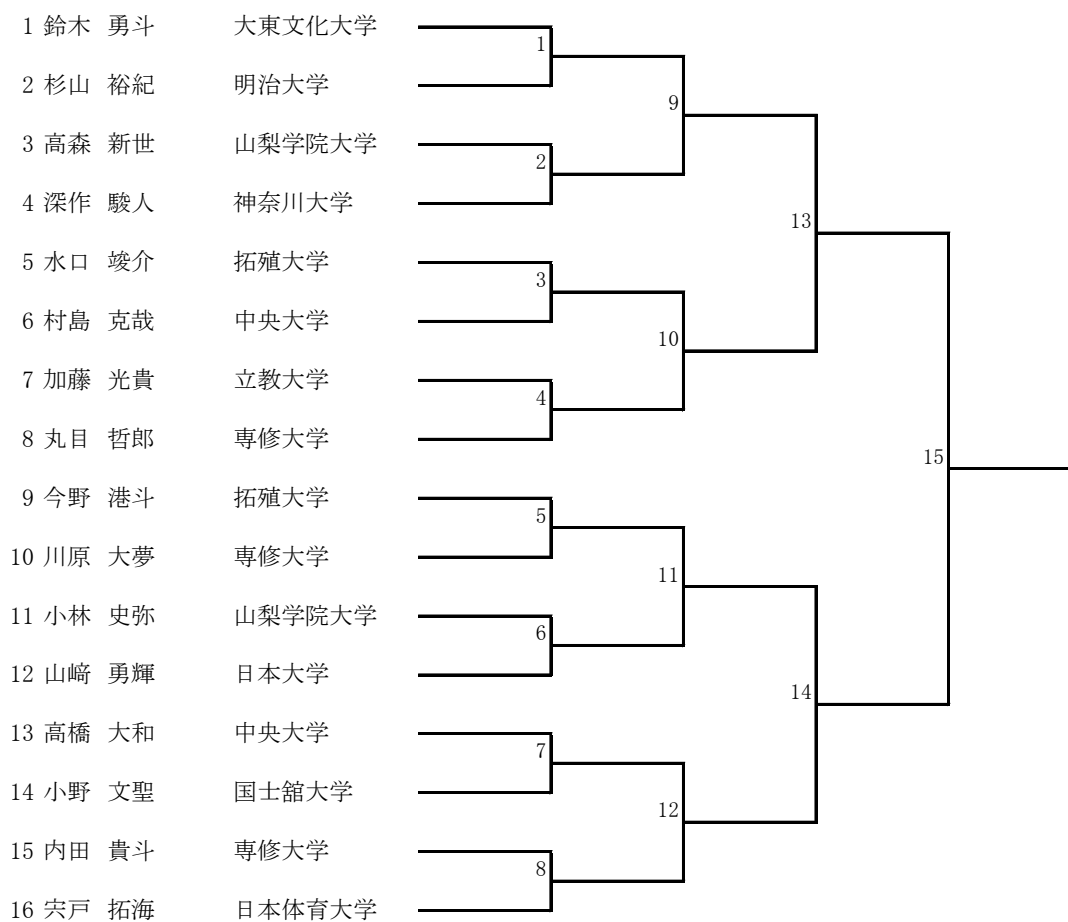 1 鈴木 勇斗 大東文化大学
1
2 杉山 裕紀 明治大学
9
3 高森 新世 山梨学院大学
2
4 深作 駿人 神奈川大学
13
5 水口 竣介 拓殖大学
3
6 村島 克哉 中央大学
10
7 加藤 光貴 立教大学
4
8 丸目 哲郎 専修大学
15
9 今野 港斗 拓殖大学
5
10 川原 大夢 専修大学
11
11 小林 史弥 山梨学院大学
6
12 山﨑 勇輝 日本大学
14
13 高橋 大和 中央大学
7
14 小野 文聖 国士舘大学
12
15 内田 貴斗 専修大学
8
16 宍戸 拓海 日本体育大学